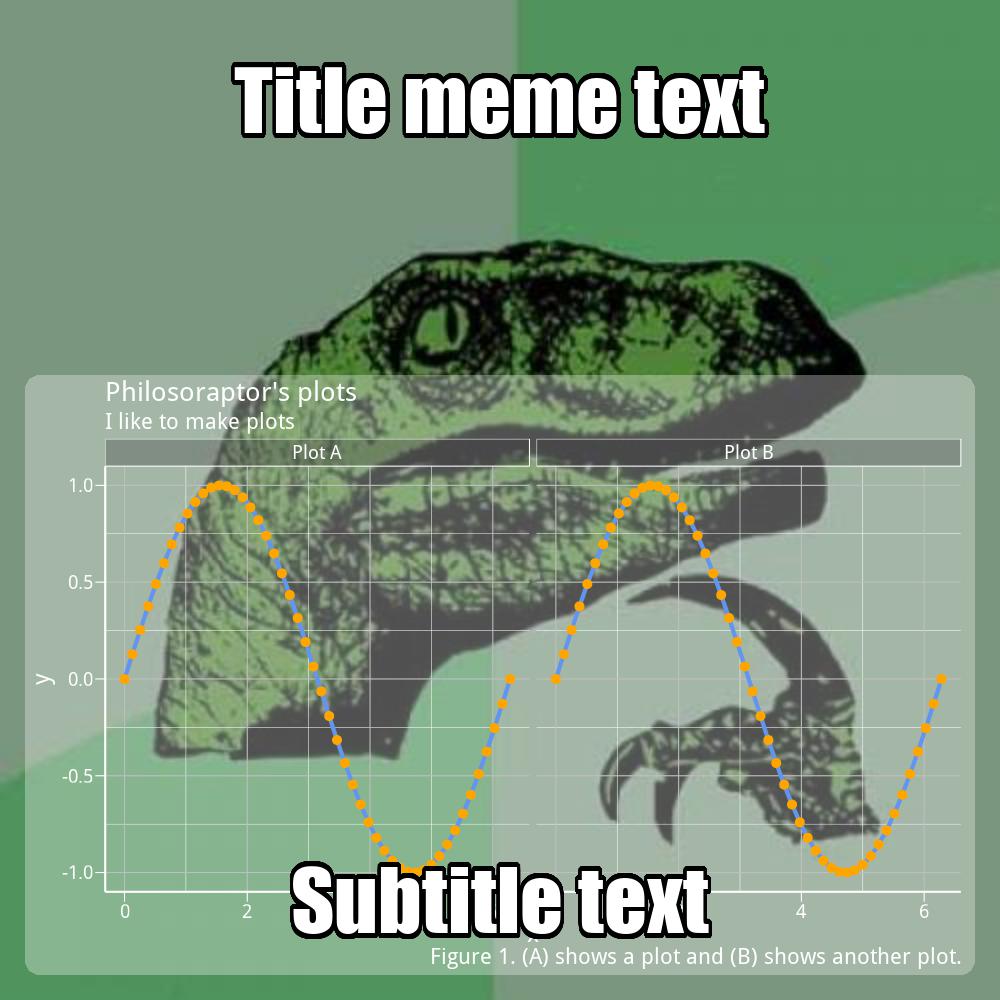 Title meme text
Philosoraptor's plots
I like to make plots
Plot A Plot B
1.0
0.5
0.0
-0.5
-1.0
y
0 2 4 6
Subtitle text
Figure 1. (A) shows a plot and (B) shows another plot.